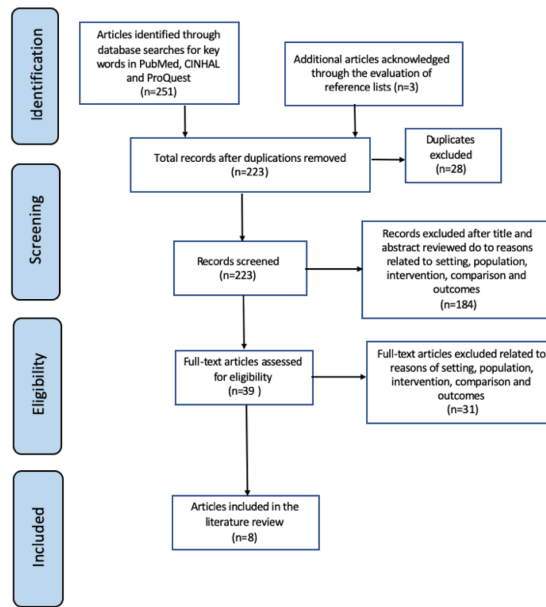 Identification
Articles identified through
database searches for key
words in PubMed, CINHAL
and ProQuest
(n=251)
Additional articles acknowledged
through the evaluation of
reference lists (n=3)
Total records after duplications removed
(n=223)
Duplicates
excluded
(n=28)
Screening
Records screened
(n=223)
Records excluded after title and
abstract reviewed do to reasons
related to setting, population,
intervention, comparison and
outcomes
(n=184)
Eligibility
Full-text articles assessed
for eligibility
(n=39 )
Full-text articles excluded related to
reasons of setting, population,
intervention, comparison and
outcomes
(n=31)
Included
Articles included in the
literature review
(n=8)